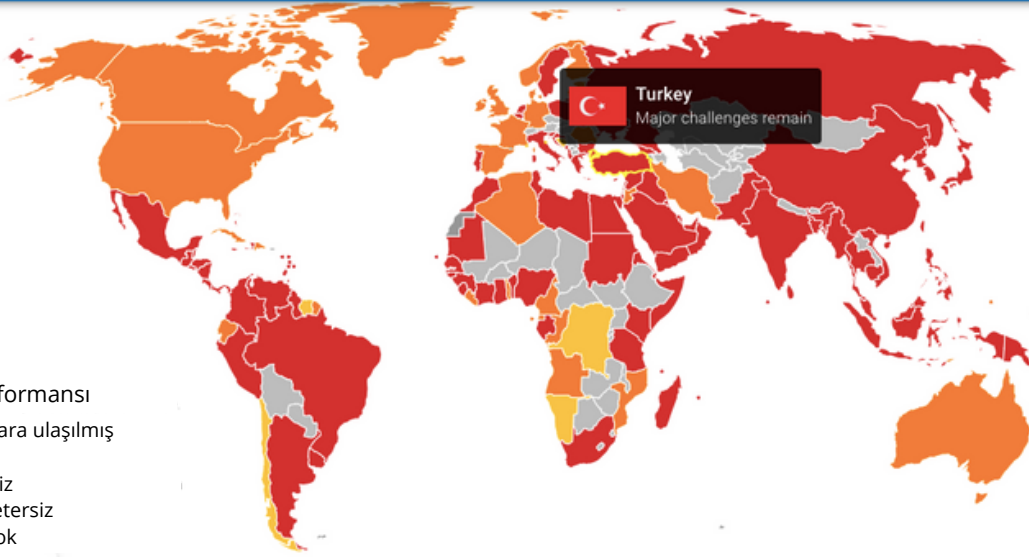 Turkey
Major challenges remain
formansı
ara ulaşılmış
iz
etersiz
ok